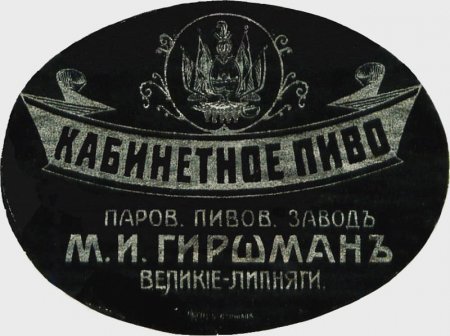 КАБИНЕТНОЕ ПИВО
ПАРОВ. ПИВОВ. ЗАВОДЪ
М.И. ГИРШМАНЪ
ВЕЛИКІЕ-ЛИПНЯГИ.